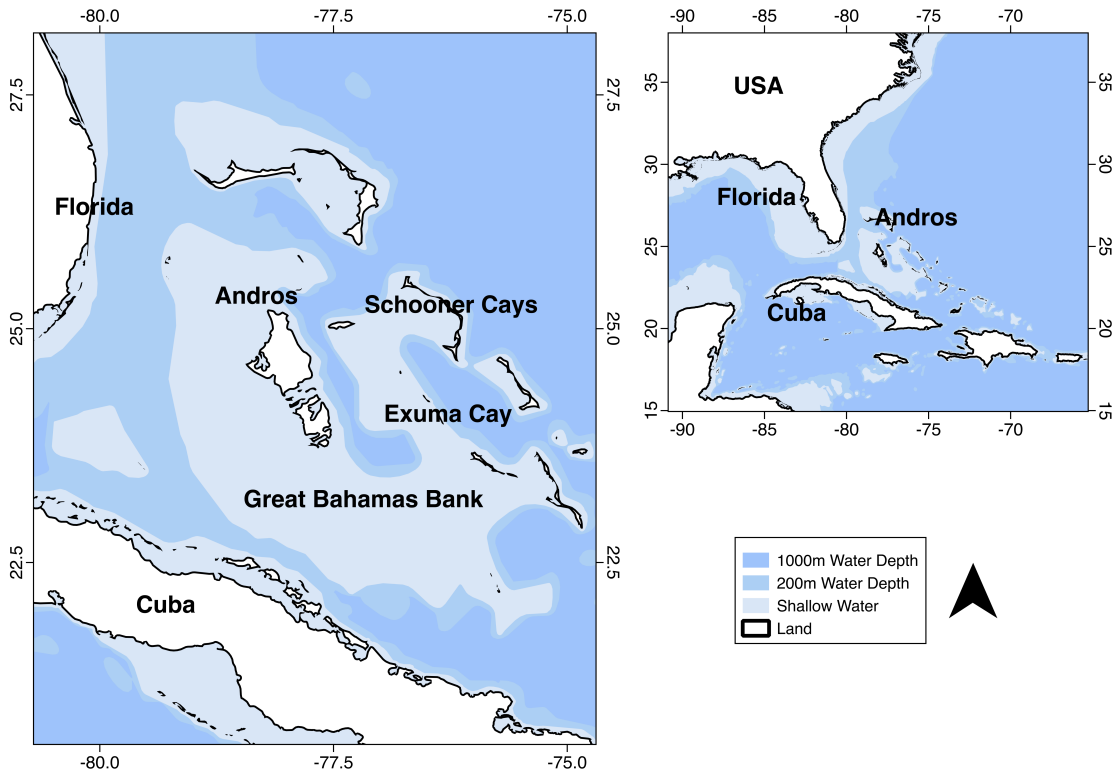 -80.0 -77.5 -75.0
-90 -85 -80 -75 -70
27.5
27.5
35
35
USA
30
30
Florida
Florida
Andros
25
25
Andros
Schooner Cays
25.0
25.0
Cuba
20
20
Exuma Cay
15
15
-90 -85 -80 -75 -70
Great Bahamas Bank
22.5
22.5
Cuba
1000m Water Depth
200m Water Depth
Shallow Water
Land
-80.0 -77.5 -75.0